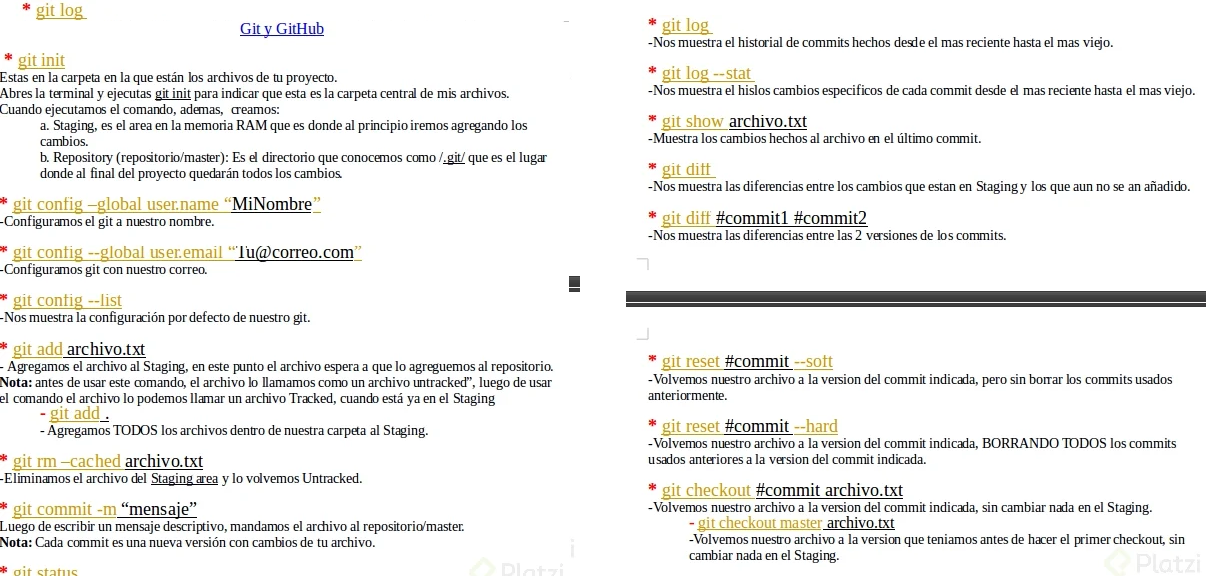 * git log
Git y GitHub
* git init
Estas en la carpeta en la que están los archivos de tu proyecto.
Abres la terminal y ejecutas git init para indicar que esta es la carpeta central de mis archivos.
Cuando ejecutamos el comando, ademas,  creamos:
a. Staging, es el area en la memoria RAM que es donde al principio iremos agregando los
cambios.
b. Repository (repositorio/master): Es el directorio que conocemos como /.git/ que es el lugar
donde al final del proyecto quedarán todos los cambios.
* git config –global user.name “MiNombre”
-Configuramos el git a nuestro nombre.
* git config --global user.email “Tu@correo.com”
-Configuramos git con nuestro correo.
* git config --list
-Nos muestra la configuración por defecto de nuestro git.
* git add archivo.txt
- Agregamos el archivo al Staging, en este punto el archivo espera a que lo agreguemos al repositorio.
Nota: antes de usar este comando, el archivo lo llamamos como un archivo untracked”, luego de usar
el comando el archivo lo podemos llamar un archivo Tracked, cuando está ya en el Staging
- git add .
- Agregamos TODOS los archivos dentro de nuestra carpeta al Staging.
* git rm –cached archivo.txt
-Eliminamos el archivo del Staging area y lo volvemos Untracked.
* git commit -m “mensaje”
Luego de escribir un mensaje descriptivo, mandamos el archivo al repositorio/master.
Nota: Cada commit es una nueva versión con cambios de tu archivo.
* git status
Platzi
* git log
-Nos muestra el historial de commits hechos desde el mas reciente hasta el mas viejo.
* git log --stat
-Nos muestra el hislos cambios especificos de cada commit desde el mas reciente hasta el mas viejo.
* git show archivo.txt
-Muestra los cambios hechos al archivo en el último commit.
* git diff
-Nos muestra las diferencias entre los cambios que estan en Staging y los que aun no se an añadido.
* git diff #commit1 #commit2
-Nos muestra las diferencias entre las 2 versiones de los commits.
* git reset #commit --soft
-Volvemos nuestro archivo a la version del commit indicada, pero sin borrar los commits usados
anteriormente.
* git reset #commit --hard
-Volvemos nuestro archivo a la version del commit indicada, BORRANDO TODOS los commits
usados anteriores a la version del commit indicada.
* git checkout #commit archivo.txt
-Volvemos nuestro archivo a la version del commit indicada, sin cambiar nada en el Staging.
- git checkout master archivo.txt
-Volvemos nuestro archivo a la version que teniamos antes de hacer el primer checkout, sin
cambiar nada en el Staging.
Platzi